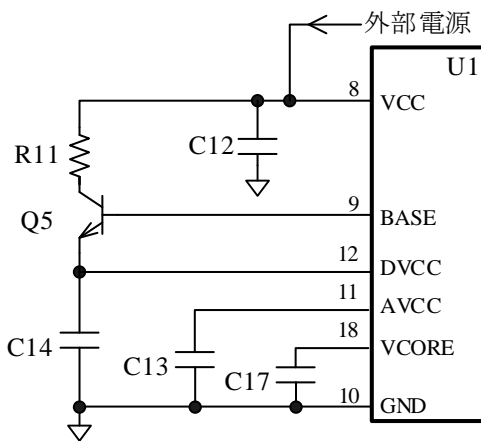 外部電源
U1
8
VCC
C12
R11
9
BASE
Q5
12
DVCC
11
AVCC
18
VCORE
C14
C13
C17
10
GND